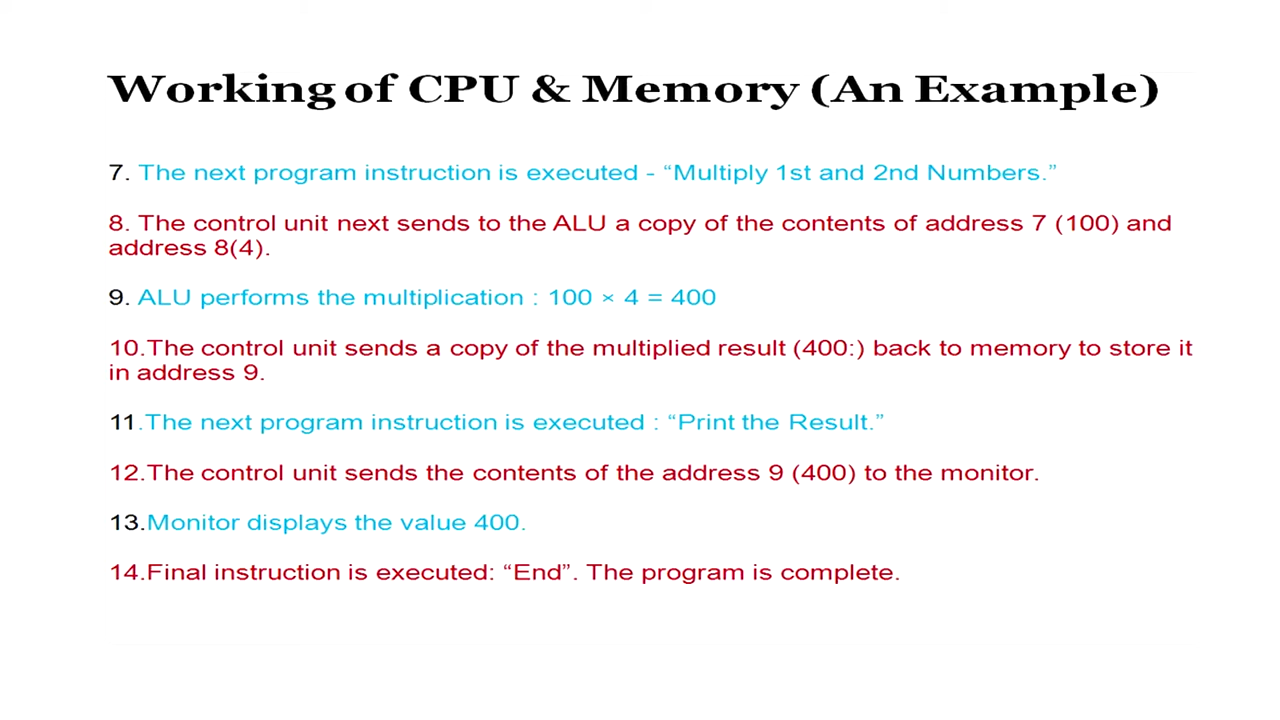 Working of CPU & Memory (An Example)
7. The next program instruction is executed - “Multiply 1st and 2nd Numbers.”
8. The control unit next sends to the ALU a copy of the contents of address 7 (100) and
address 8(4).
9. ALU performs the multiplication : 100 × 4 = 400
10.The control unit sends a copy of the multiplied result (400:) back to memory to store it
in address 9.
11.The next program instruction is executed : “Print the Result.”
12.The control unit sends the contents of the address 9 (400) to the monitor.
13.Monitor displays the value 400.
14.Final instruction is executed: “End”. The program is complete.